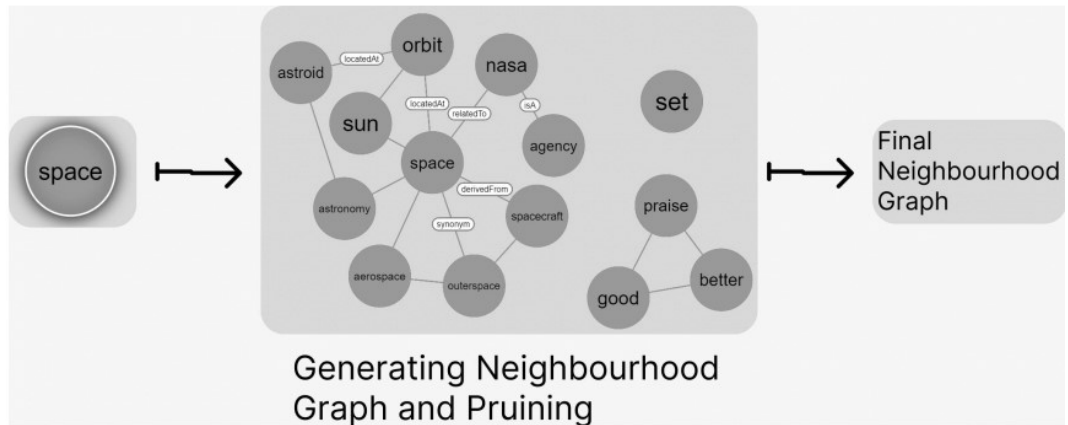 space
orbit
astroid
locatedAt
nasa
sun
locatedAt
relatedTo
isA
set
agency
space
derivedFrom
astronomy
synonym
spacecraft
praise
aerospace
outerspace
good
better
Final
Neighbourhood
Graph
Generating Neighbourhood
Graph and Pruining